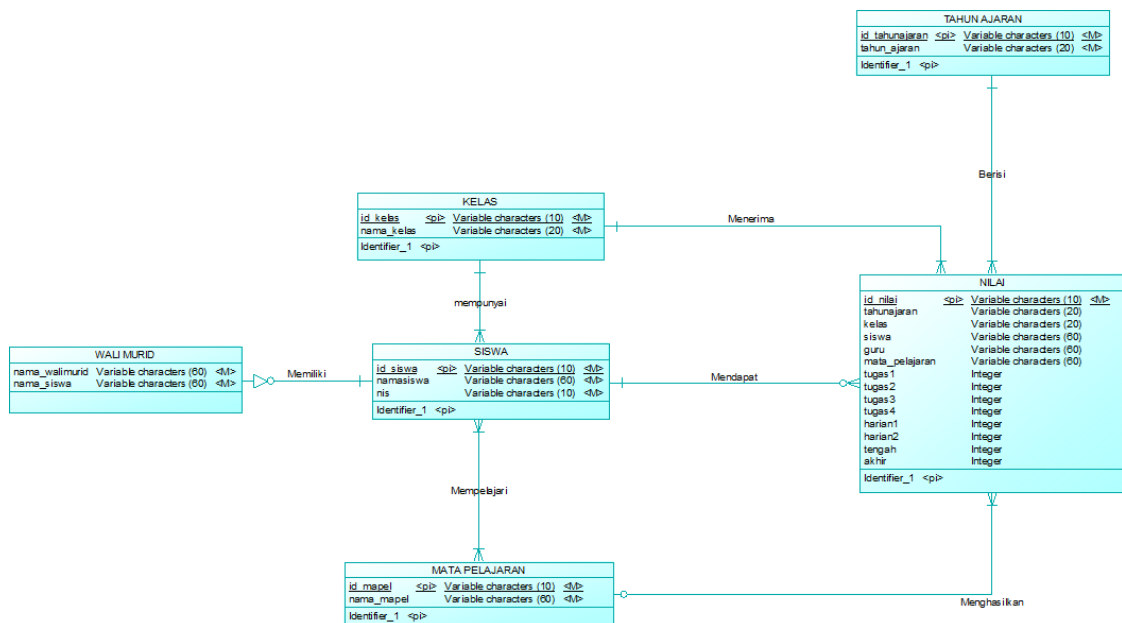 TAHUN AJARAN
id_tahunajaran <pi> Variable characters (10) <M>
tahun_ajaran Variable characters (20) <M>
Identifier_1 <pi>
Berisi
KELAS
id_kelas <pi> Variable characters (10) <M>
nama_kelas Variable characters (20) <M>
Identifier_1 <pi>
Menerima
mempunyai
NILAI
id_nilai <pi> Variable characters (10) <M>
tahunajaran Variable characters (20)
kelas Variable characters (20)
siswa Variable characters (60)
guru Variable characters (60)
mata_pelajaran Variable characters (60)
tugas1 Integer
tugas2 Integer
tugas3 Integer
tugas4 Integer
harian1 Integer
harian2 Integer
tengah Integer
akhir Integer
Identifier_1 <pi>
WALI MURID
nama_walimurid Variable characters (60) <M>
nama_siswa Variable characters (60) <M>
Memiliki
SISWA
id_siswa <pi> Variable characters (10) <M>
namasiswa Variable characters (60) <M>
nis Variable characters (10) <M>
Identifier_1 <pi>
Mendapat
Mempelajari
MATA PELAJARAN
id_mapel <pi> Variable characters (10) <M>
nama_mapel Variable characters (60) <M>
Identifier_1 <pi>
Menghasilkan